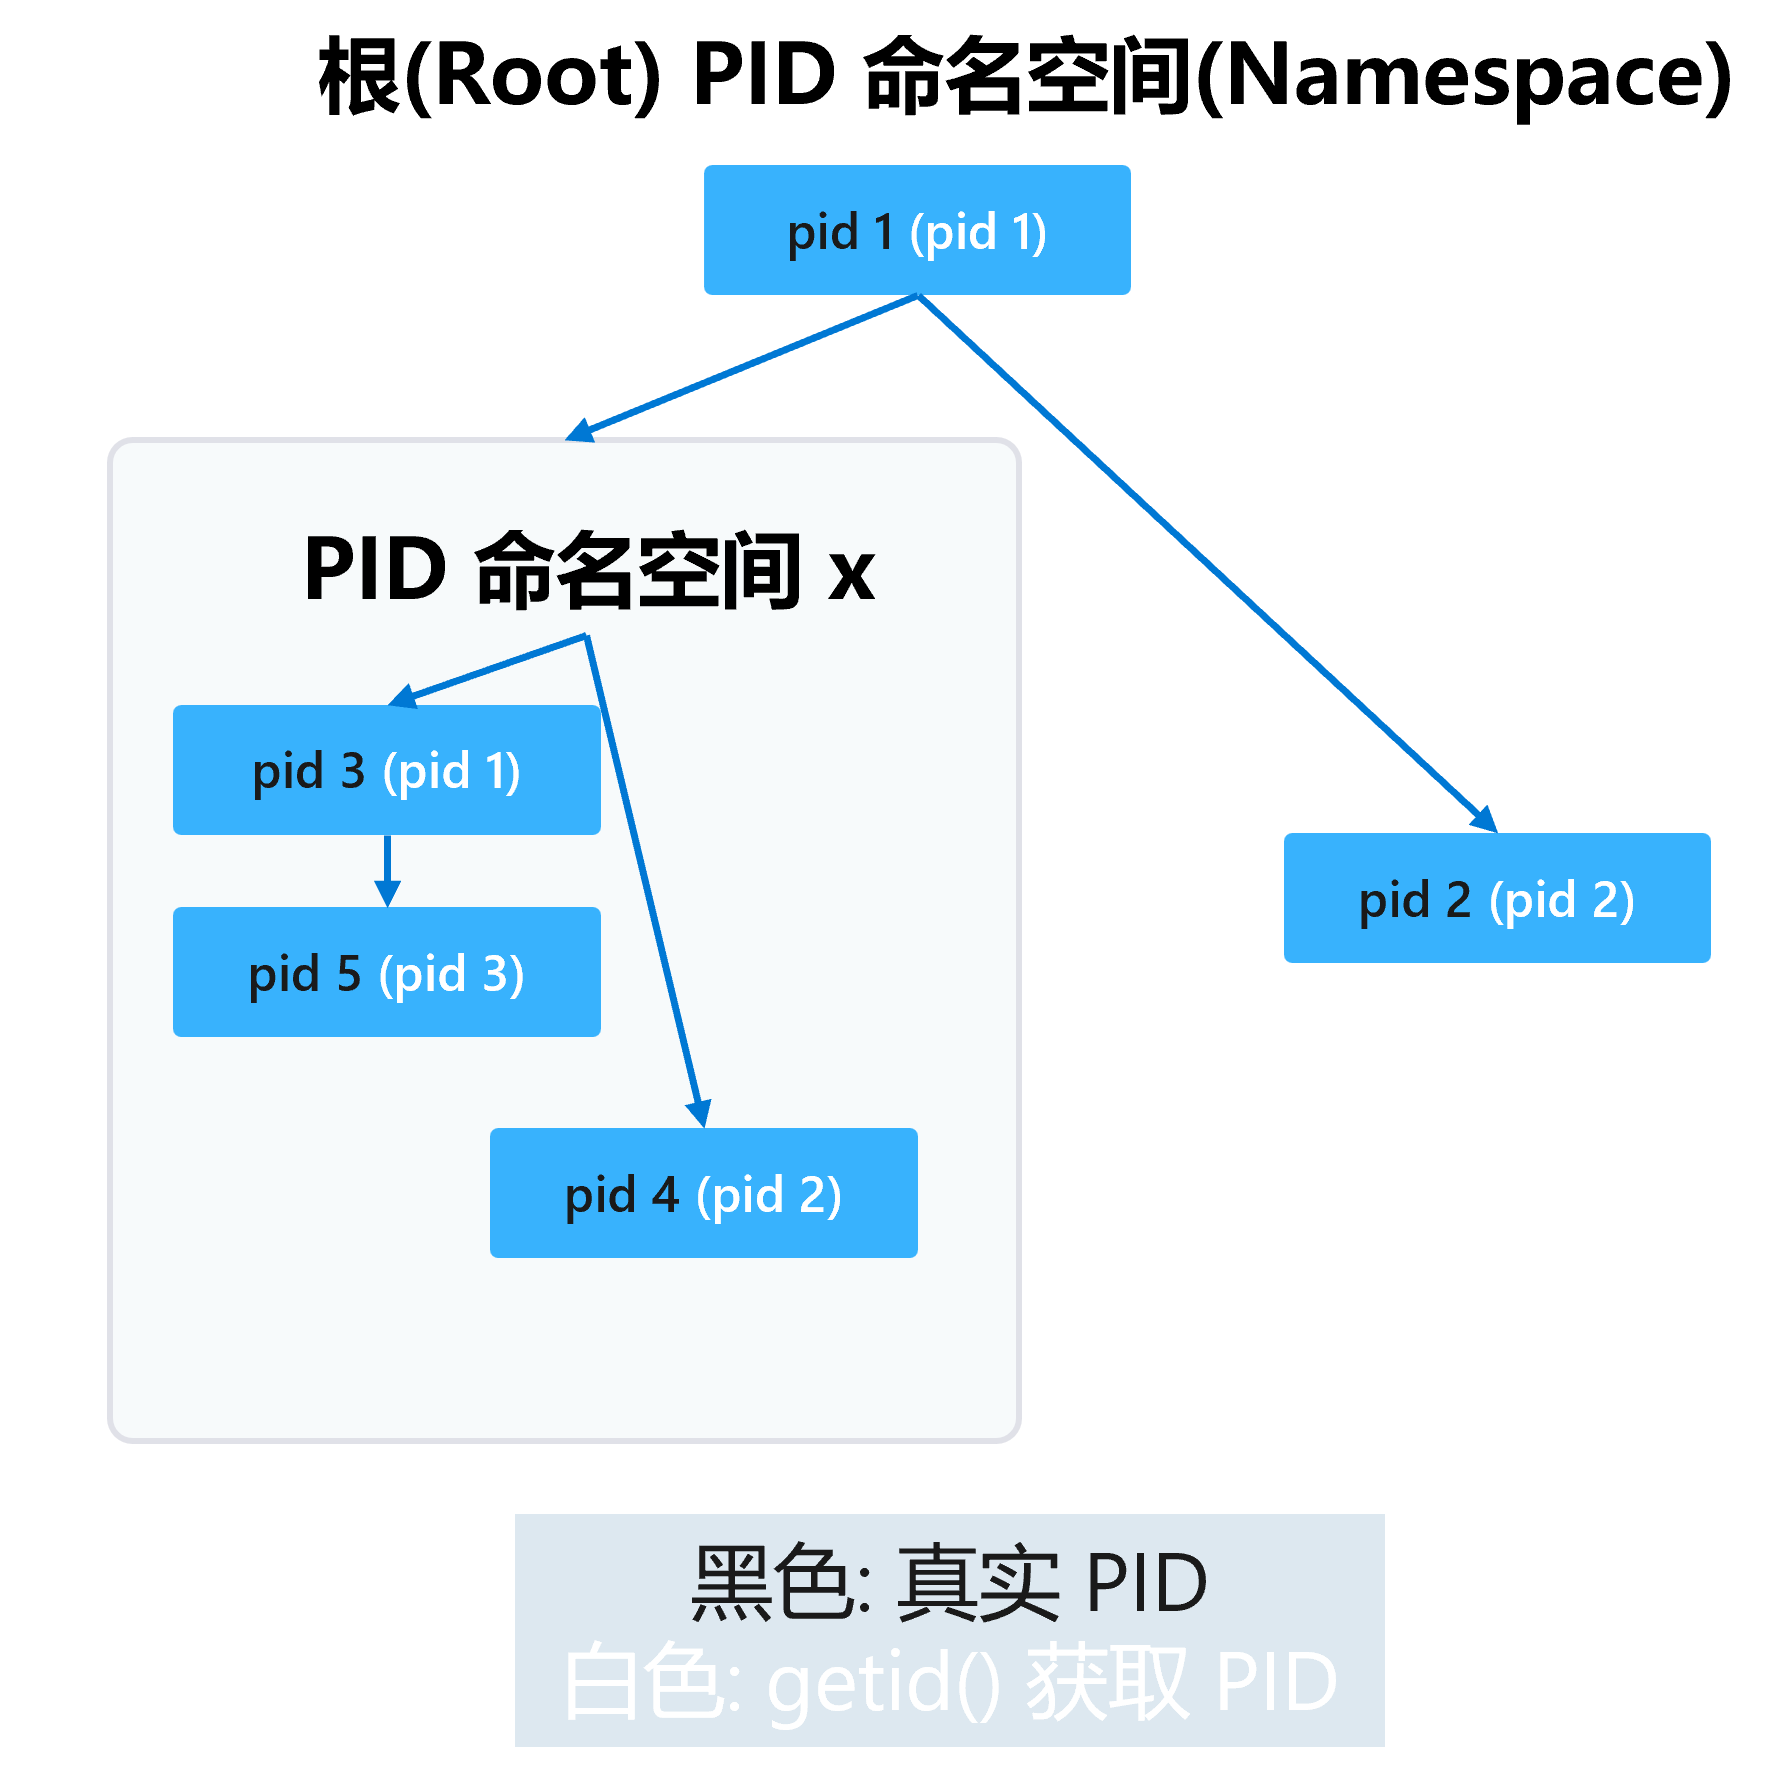 根(Root) PID 命名空间(Namespace)
pid 1 (pid 1)
PID 命名空间 x
pid 3 (pid 1)
pid 2 (pid 2)
pid 5 (pid 3)
pid 4 (pid 2)
黑色: 真实 PID
白色: getid() 获取 PID